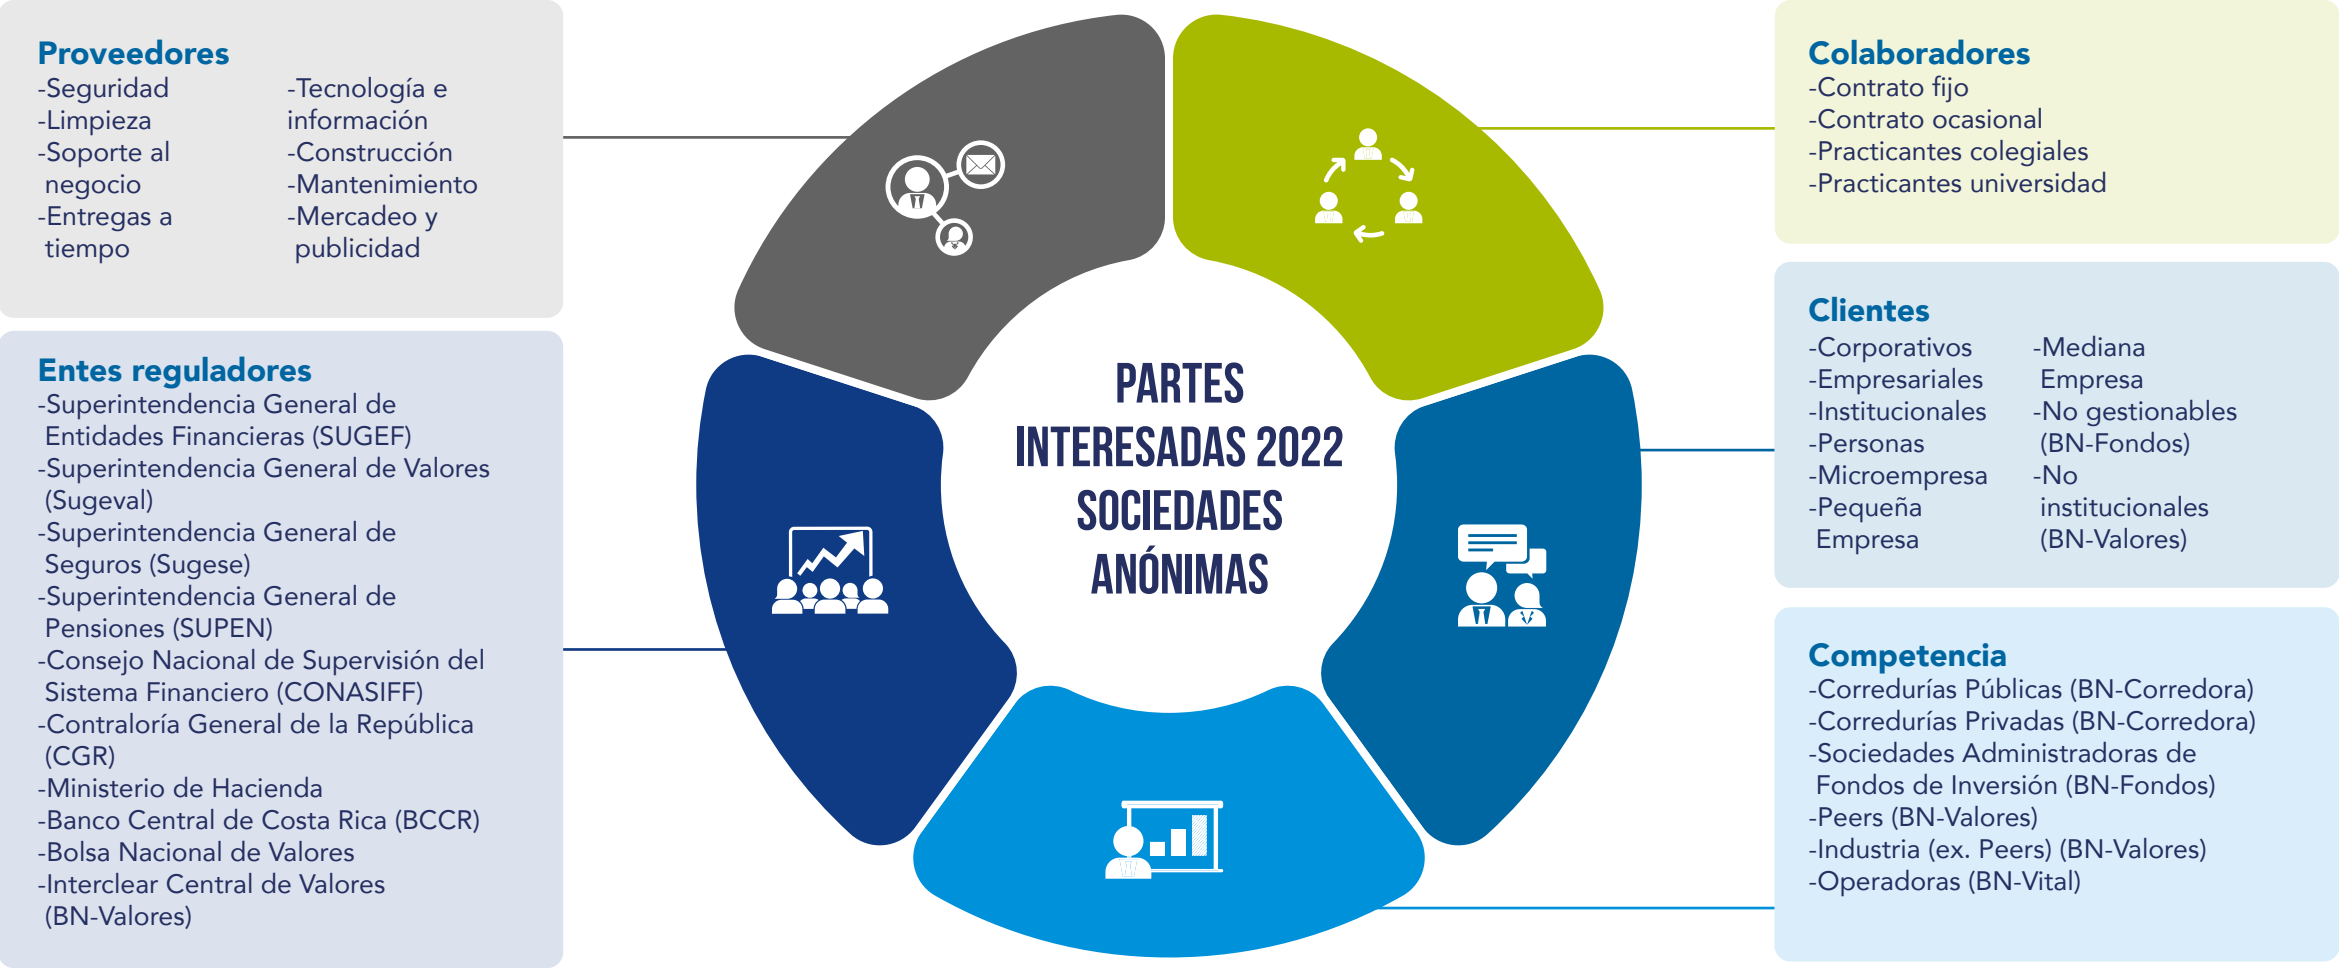 Proveedores
-Seguridad
-Limpieza
-Soporte al
negocio
-Entregas a
tiempo
-Tecnología e
información
-Construcción
-Mantenimiento
-Mercadeo y
publicidad
Entes reguladores
-Superintendencia General de
Entidades Financieras (SUGEF)
-Superintendencia General de Valores
(Sugeval)
-Superintendencia General de
Seguros (Sugese)
-Superintendencia General de
Pensiones (SUPEN)
-Consejo Nacional de Supervisión del
Sistema Financiero (CONASIFF)
-Contraloría General de la República
(CGR)
-Ministerio de Hacienda
-Banco Central de Costa Rica (BCCR)
-Bolsa Nacional de Valores
-Interclear Central de Valores
(BN-Valores)
PARTES
INTERESADAS 2022
SOCIEDADES
ANÓNIMAS
Colaboradores
-Contrato fijo
-Contrato ocasional
-Practicantes colegiales
-Practicantes universidad
Clientes
-Corporativos
-Empresariales
-Institucionales
-Personas
-Microempresa
-Pequeña
Empresa
-Mediana
Empresa
-No gestionables
(BN-Fondos)
-No
institucionales
(BN-Valores)
Competencia
-Corredurías Públicas (BN-Corredora)
-Corredurías Privadas (BN-Corredora)
-Sociedades Administradoras de
Fondos de Inversión (BN-Fondos)
-Peers (BN-Valores)
-Industria (ex. Peers) (BN-Valores)
-Operadoras (BN-Vital)